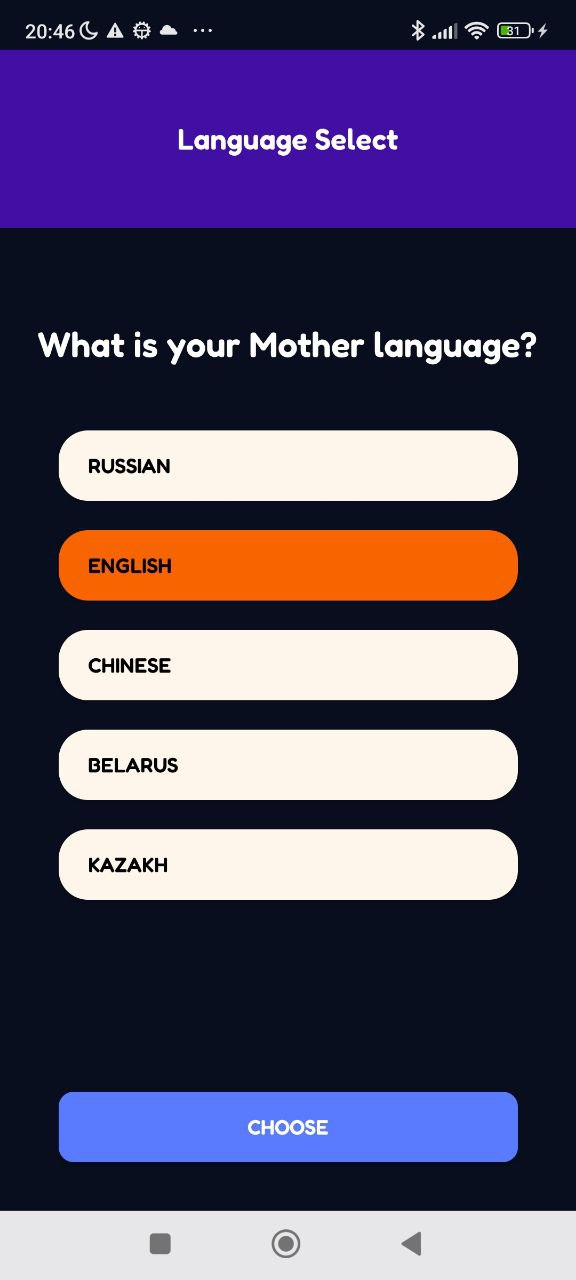 20:46
31
Language Select
What is your Mother language?
RUSSIAN
ENGLISH
CHINESE
BELARUS
KAZAKH
CHOOSE